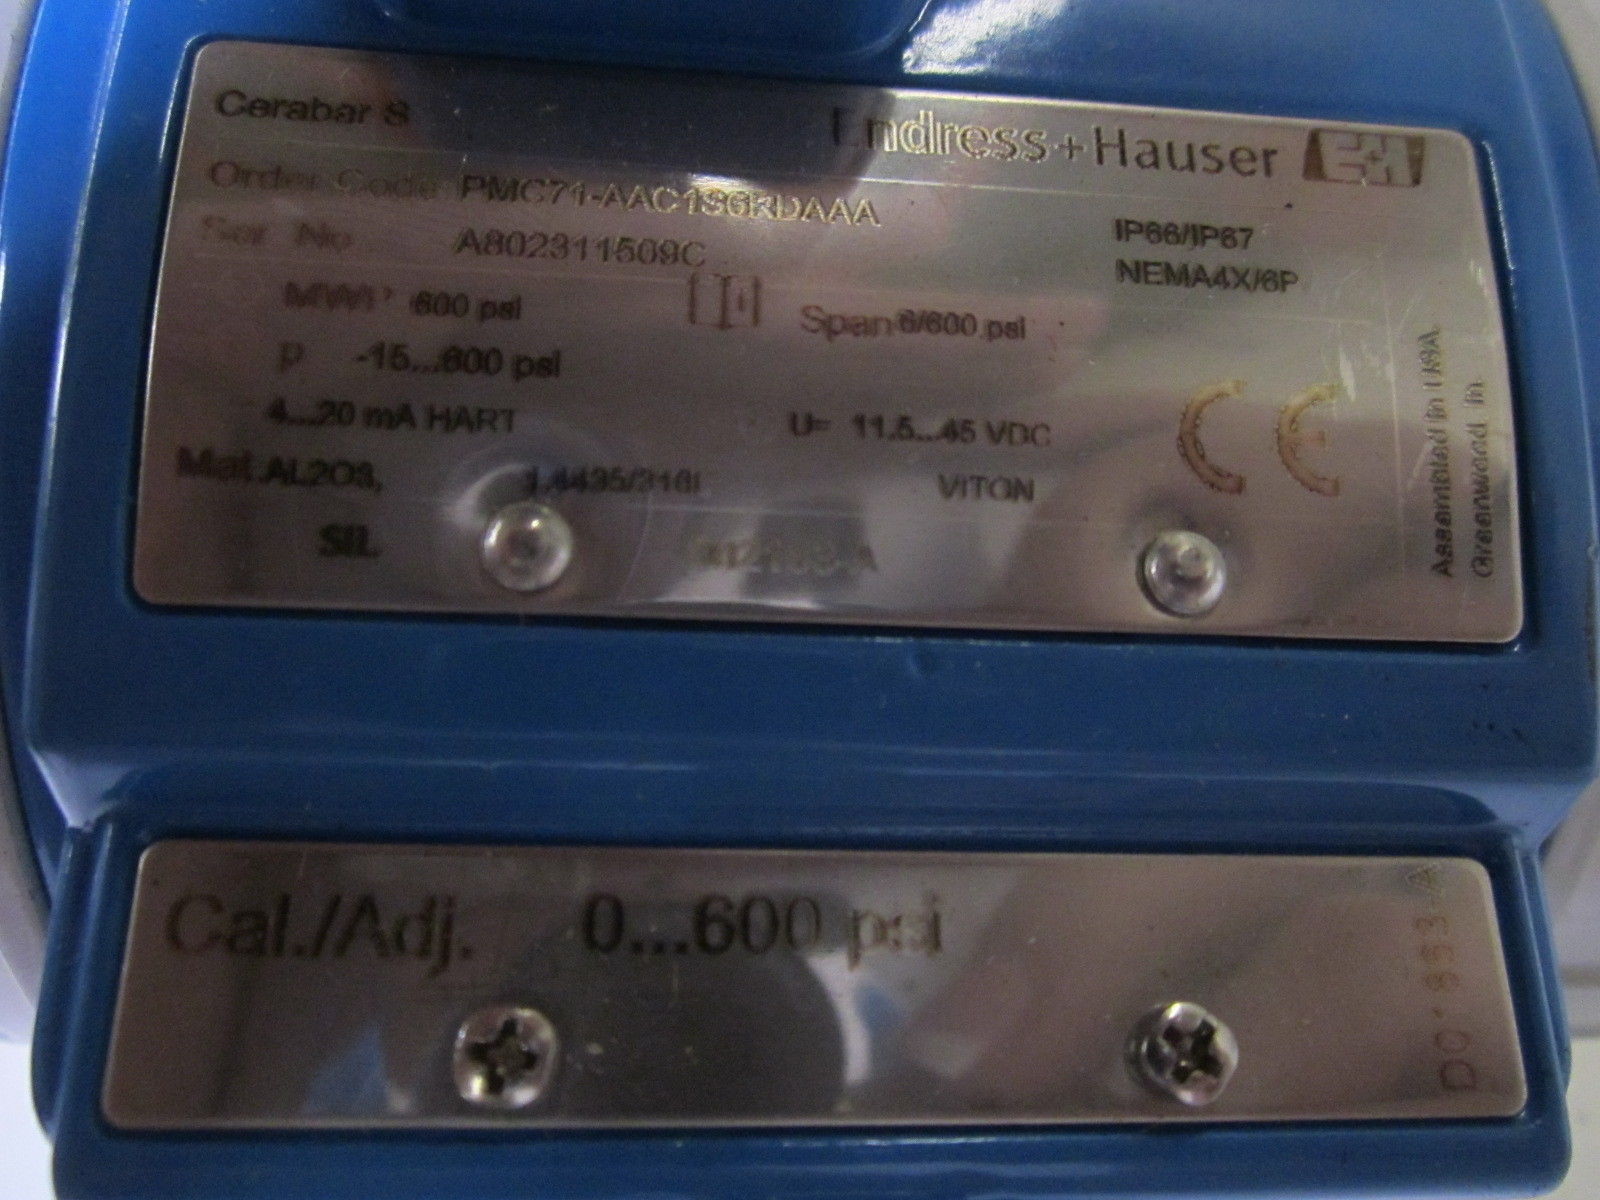 Cerabar S
Endress+Hauser E+H
Order Code PMC71-AAC1S6RDAAA
Ser. No. A802311509C
IP66/IP67
NEMA4X/6P
MWP 600 psi
Span 6/600 psi
p -15...600 psi
4...20 mA HART
U= 11.5...45 VDC
Mat. AL2O3, 1.4435/316l VITON
SIL
CE
Assembled in USA
Greenwood, In.
Cal./Adj. 0...600 psi